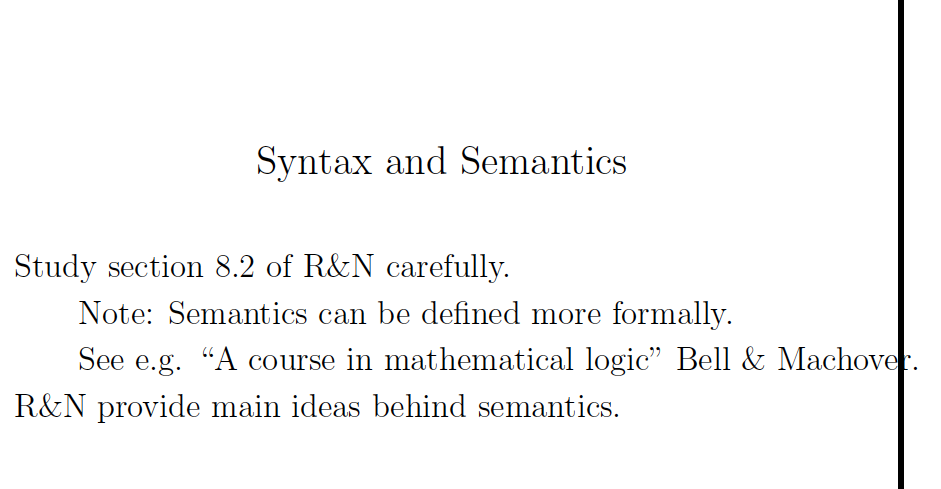 Syntax and Semantics
Study section 8.2 of R&N carefully.
Note: Semantics can be defined more formally.
See e.g. “A course in mathematical logic” Bell & Machover.
R&N provide main ideas behind semantics.